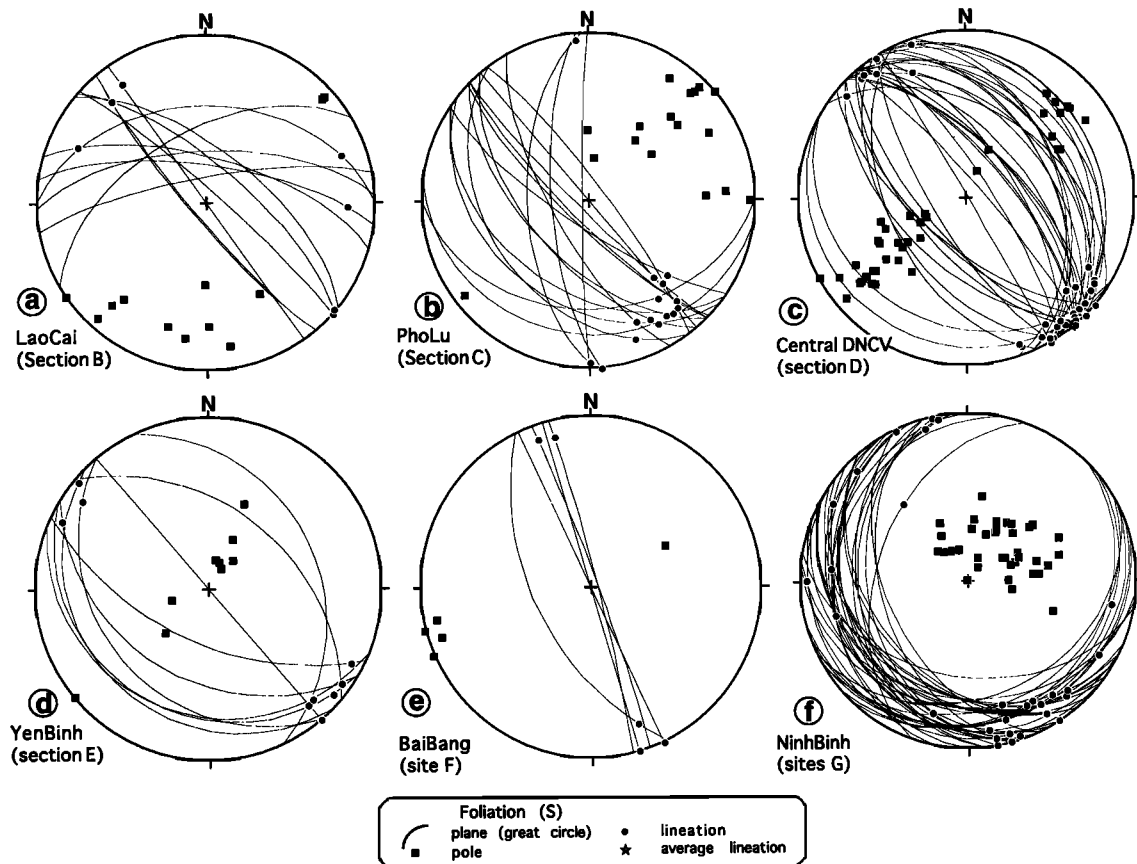 N
N
a
LaoCai
(Section B)
b
PhoLu
(Section C)
c
Central DNCV
(section D)
N
N
d
YenBinh
(section E)
e
BaiBang
(site F)
f
NinhBinh
(sites G)
Foliation (S)
plane (great circle)
pole
lineation
average lineation